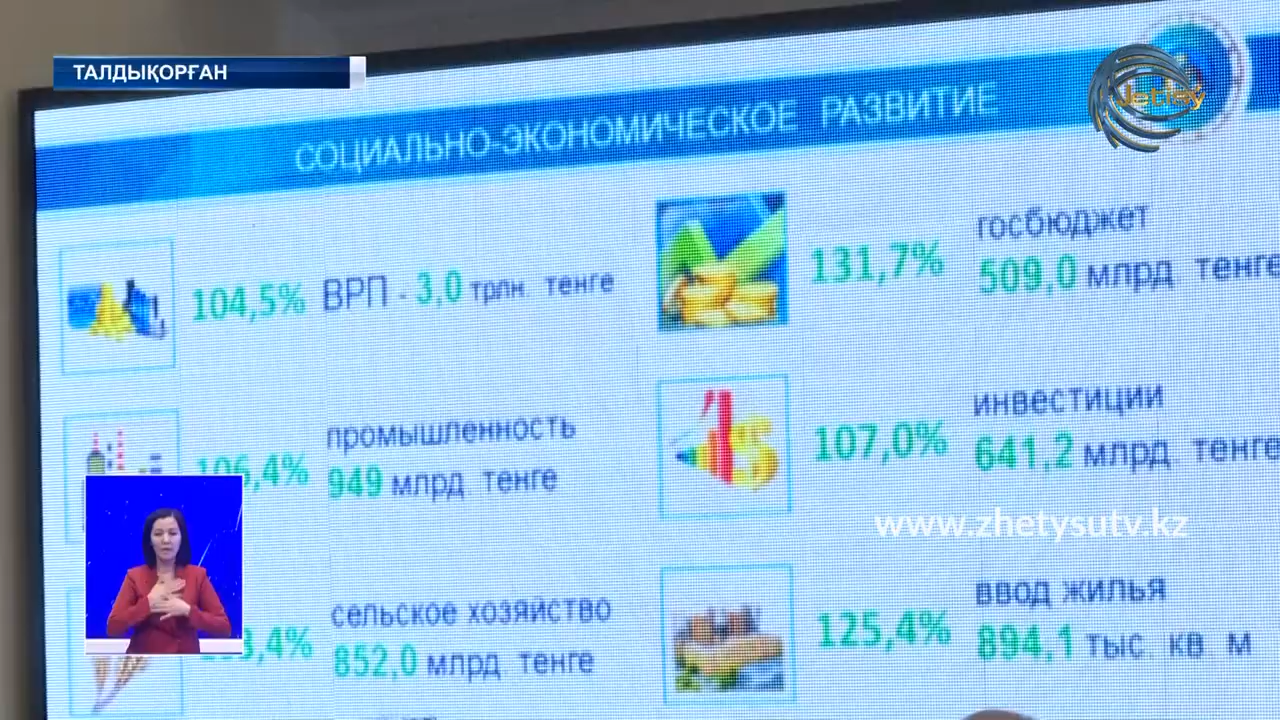 ТАЛДЫҚОРҒАН
Jetisy
СОЦИАЛЬНО-ЭКОНОМИЧЕСКОЕ РАЗВИТИЕ
104,5% ВРП - 3,0 трлн. тенге
131,7% госбюджет
509,0 млрд. тенге
промышленность
949 млрд. тенге
107,0% инвестиции
641,2 млрд. тенге
www.zhetysutv.kz
сельское хозяйство
852,0 млрд. тенге
125,4% ввод жилья
894,1 тыс. кв. м